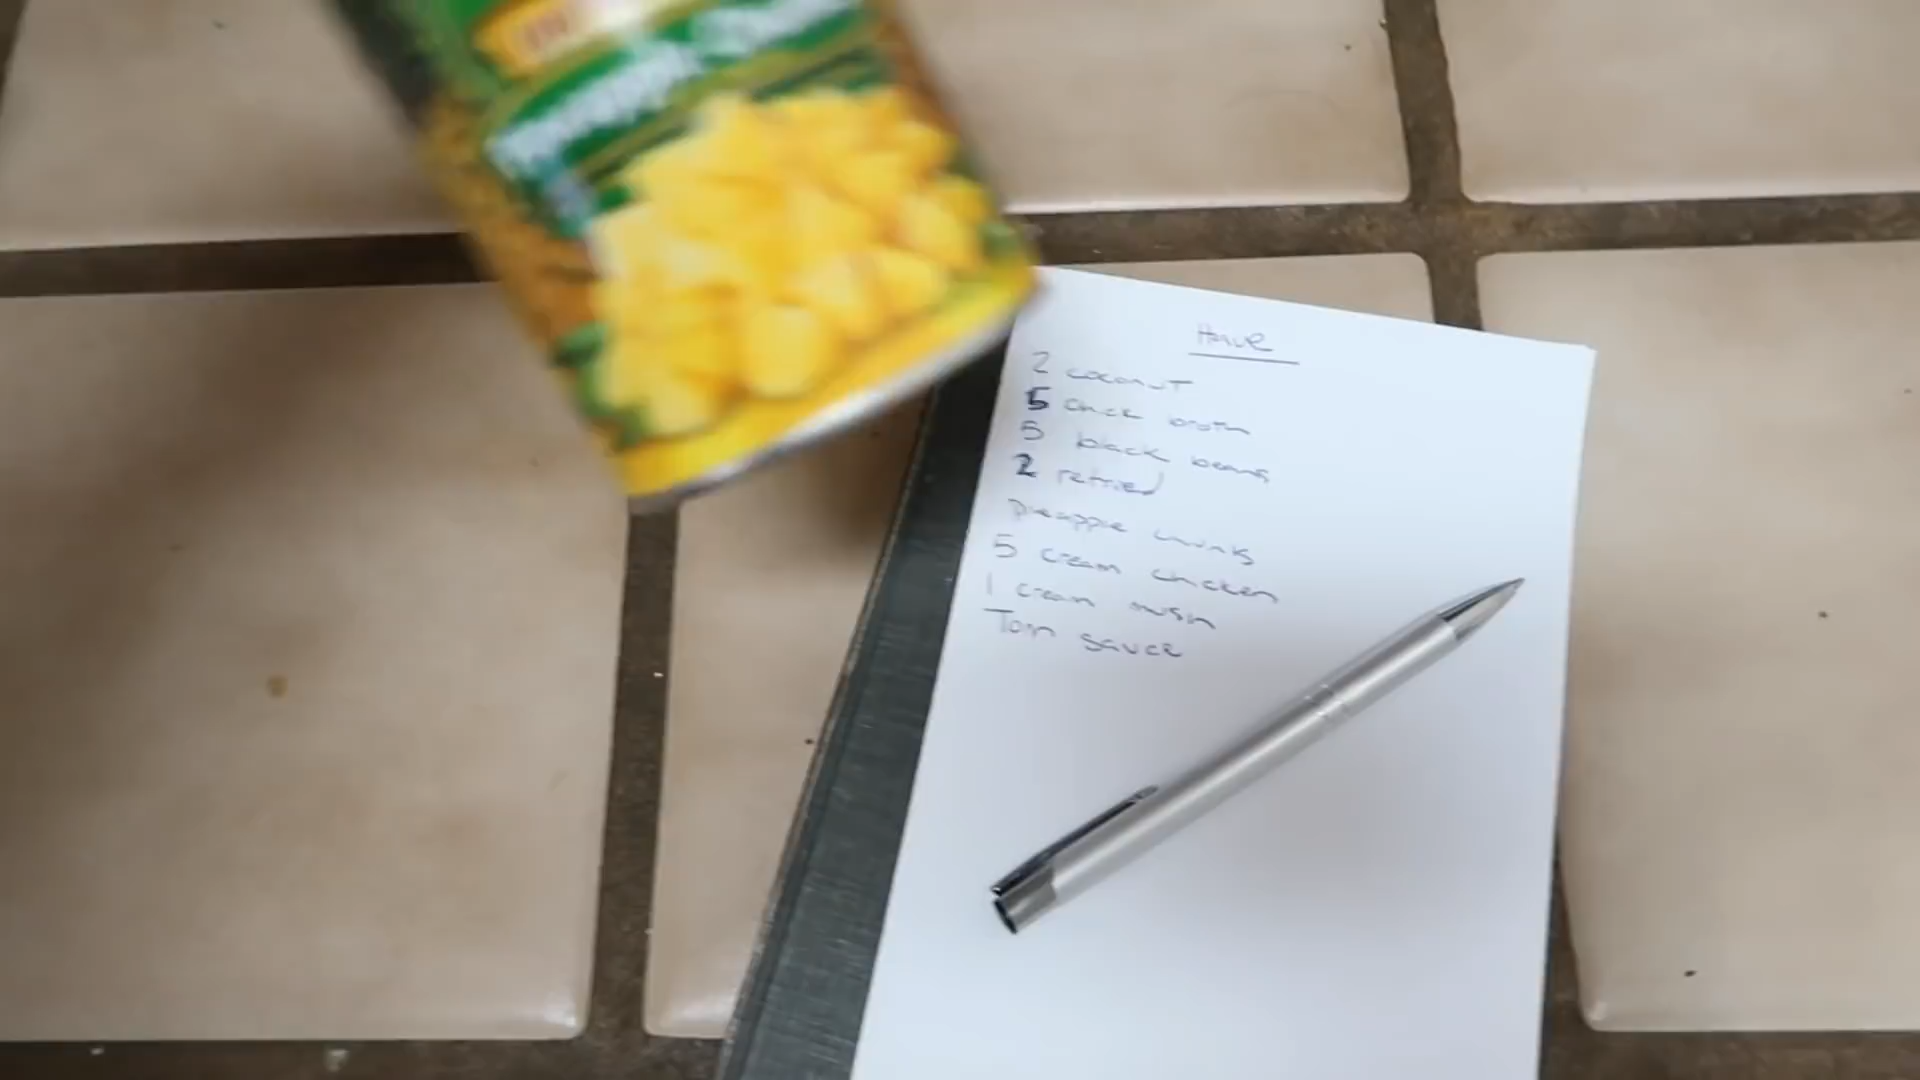 Have
2 coconut
5 chick broth
5 black beans
2 refried
pineapple chunks
5 cream chicken
1 cream mush
Tom sauce